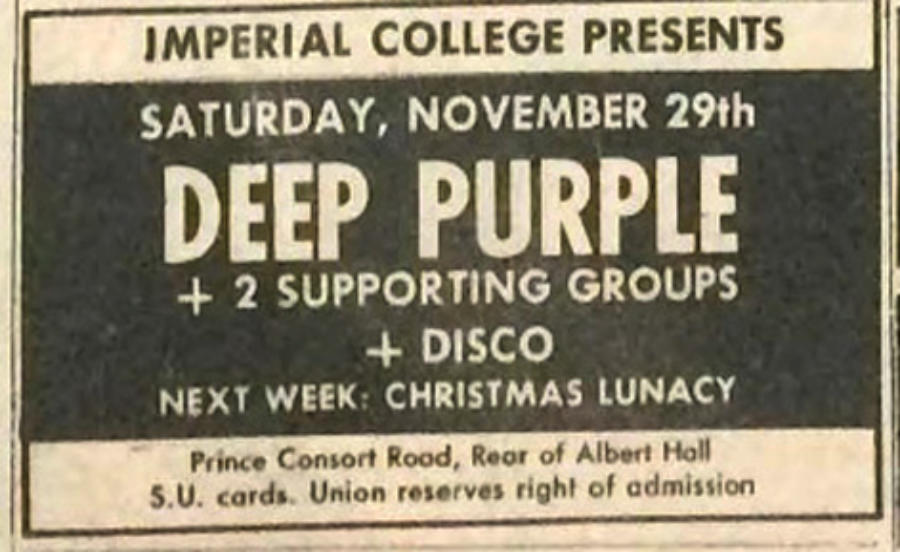 IMPERIAL COLLEGE PRESENTS
SATURDAY, NOVEMBER 29th
DEEP PURPLE
+ 2 SUPPORTING GROUPS
+ DISCO
NEXT WEEK: CHRISTMAS LUNACY
Prince Consort Road, Rear of Albert Hall
S.U. cards. Union reserves right of admission